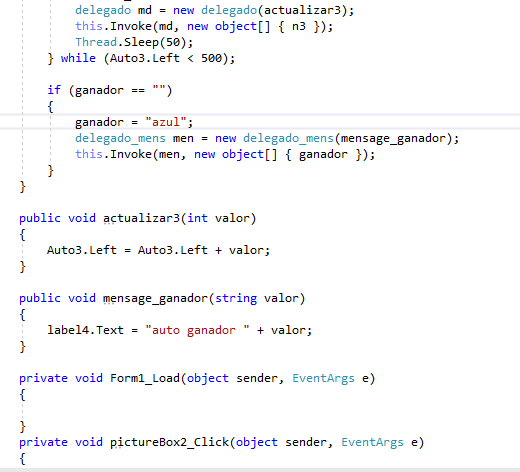 delegado md = new delegado(actualizar3);
this.Invoke(md, new object[] { n3 });
Thread.Sleep(50);
} while (Auto3.Left < 500);
if (ganador == "")
{
ganador = "azul";
delegado_mens men = new delegado_mens(mensage_ganador);
this.Invoke(men, new object[] { ganador });
}
}
public void actualizar3(int valor)
{
Auto3.Left = Auto3.Left + valor;
}
public void mensage_ganador(string valor)
{
label4.Text = "auto ganador " + valor;
}
private void Form1_Load(object sender, EventArgs e)
{
}
private void pictureBox2_Click(object sender, EventArgs e)
{